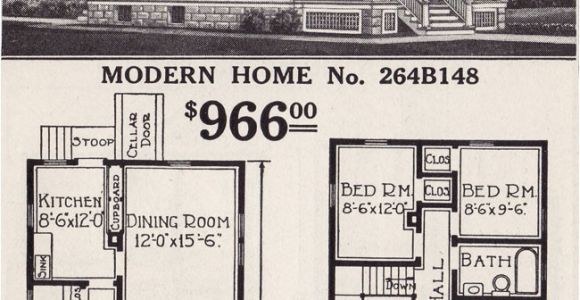 MODERN HOME No. 264B148
$966.00
STOOP
CELLAR DOOR
KITCHEN
8'-6"x12'-0"
CUPBOARD
DINING ROOM
12'-0"x15'-6"
SINK
CLOS
CLOS
CLOS
BED RM.
8'-6"x12'-0"
BED RM.
8'-6"x9'-6"
HALL
BATH
DOWN